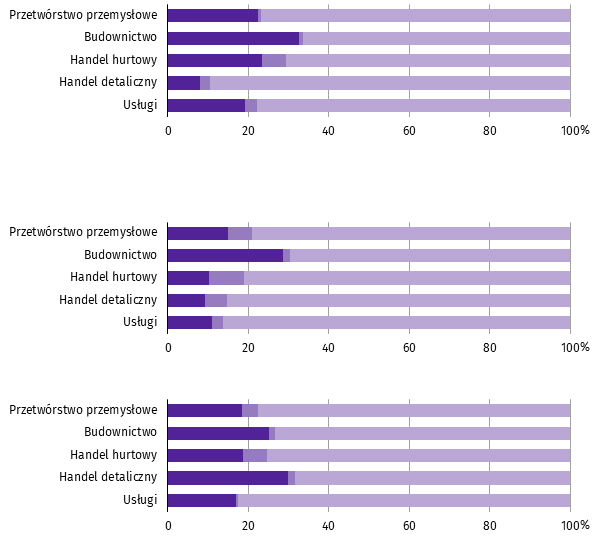 Przetwórstwo przemysłowe
Budownictwo
Handel hurtowy
Handel detaliczny
Usługi
0 20 40 60 80 100%
Przetwórstwo przemysłowe
Budownictwo
Handel hurtowy
Handel detaliczny
Usługi
0 20 40 60 80 100%
Przetwórstwo przemysłowe
Budownictwo
Handel hurtowy
Handel detaliczny
Usługi
0 20 40 60 80 100%